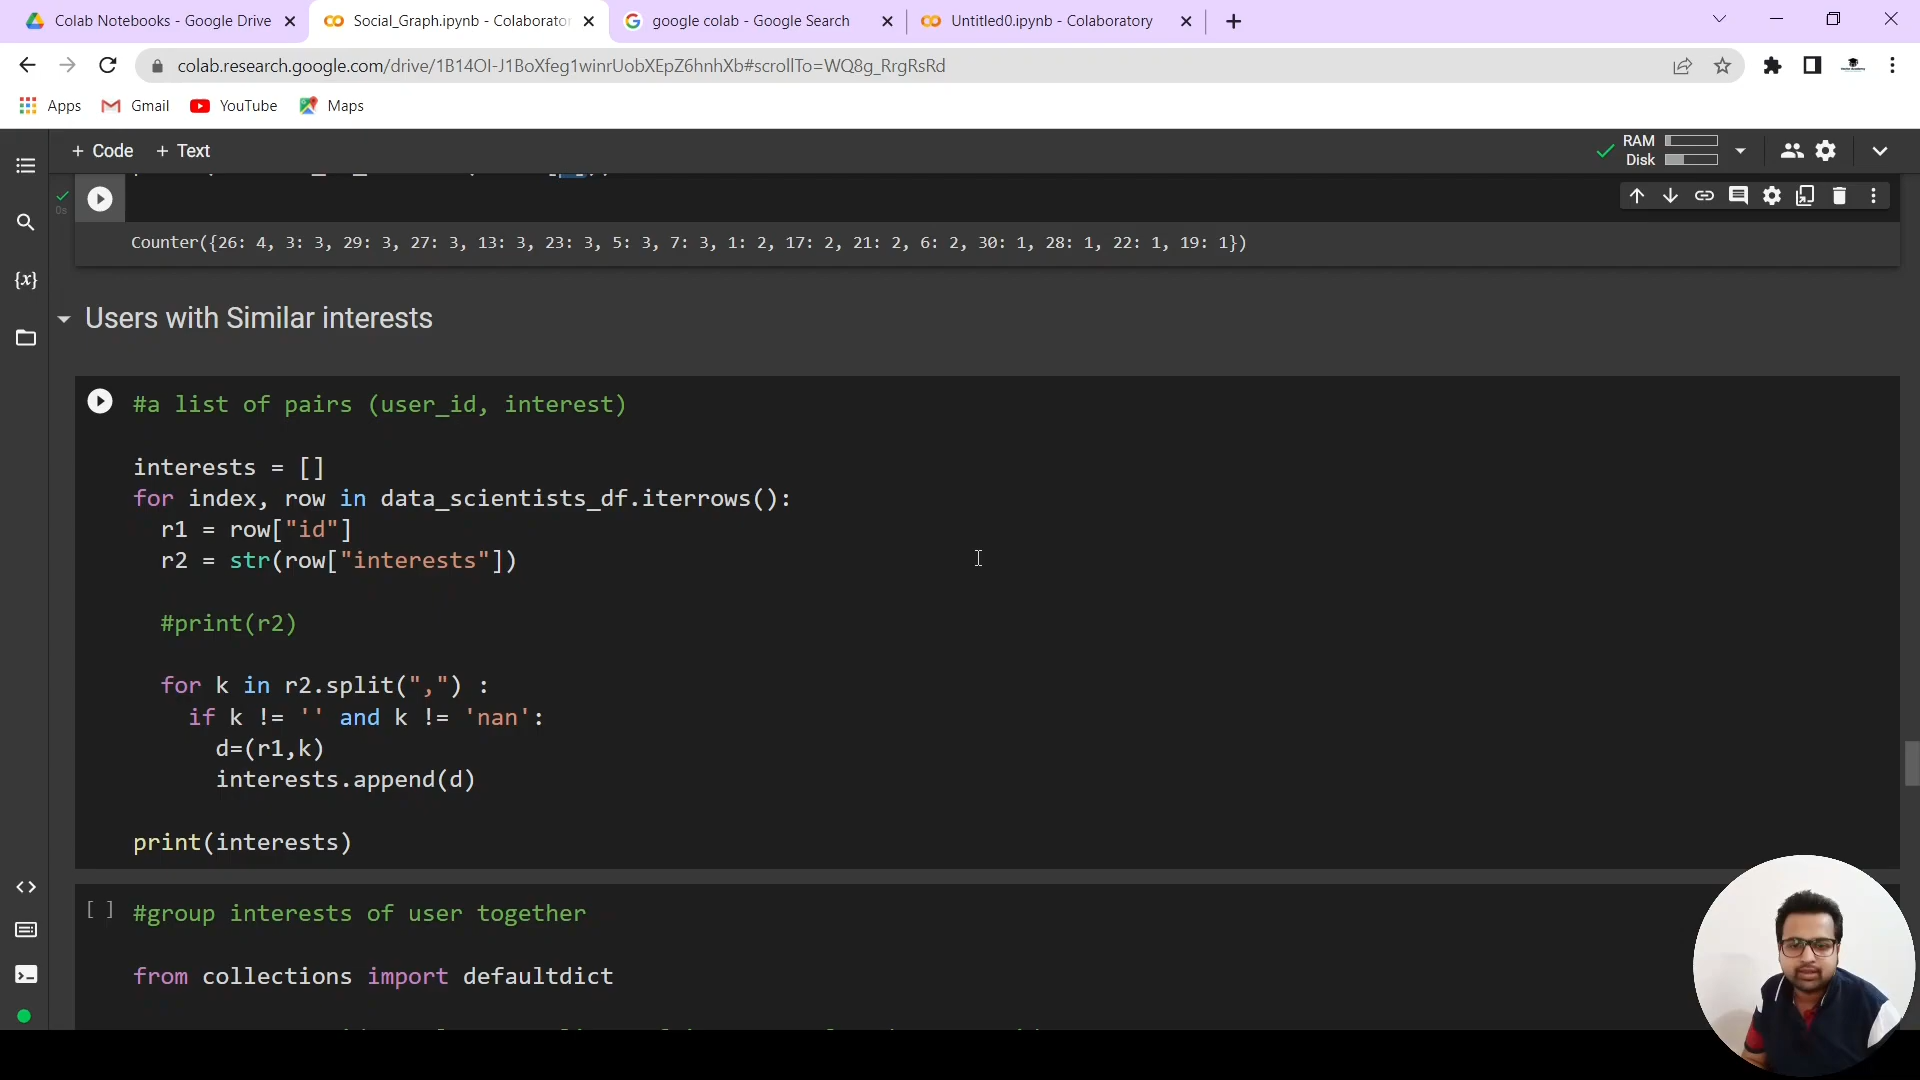 Colab Notebooks - Google Drive
Social_Graph.ipynb - Colaborator
google colab - Google Search
Untitled0.ipynb - Colaboratory
colab.research.google.com/drive/1B14OI-J1BoXfeg1winrUobXEpZ6hnhXb#scrollTo=WQ8g_RrgRsRd
Apps
Gmail
YouTube
Maps
+ Code
+ Text
RAM
Disk
0s
Counter({26: 4, 3: 3, 29: 3, 27: 3, 13: 3, 23: 3, 5: 3, 7: 3, 1: 2, 17: 2, 21: 2, 6: 2, 30: 1, 28: 1, 22: 1, 19: 1})
{x}
Users with Similar interests
#a list of pairs (user_id, interest)
interests = []
for index, row in data_scientists_df.iterrows():
r1 = row["id"]
r2 = str(row["interests"])
#print(r2)
for k in r2.split(",") :
if k != '' and k != 'nan':
d=(r1,k)
interests.append(d)
print(interests)
[ ] #group interests of user together
from collections import defaultdict